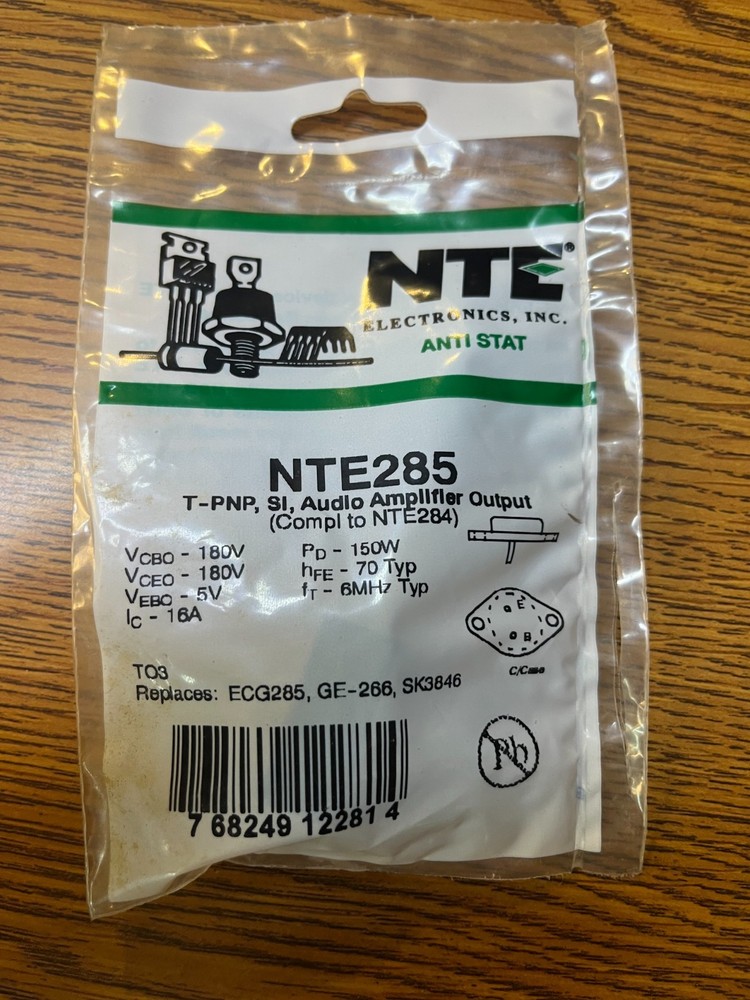 NTE®
ELECTRONICS, INC.
ANTI STAT
NTE285
T-PNP, SI, Audio Amplifier Output
(Compl to NTE284)
VCBO - 180V PD - 150W
VCEO - 180V hFE - 70 Typ
VEBO - 5V fT - 6MHz Typ
IC - 16A
E
B
C/Case
TO3
Replaces: ECG285, GE-266, SK3846
Pb
7 68249 12281 4